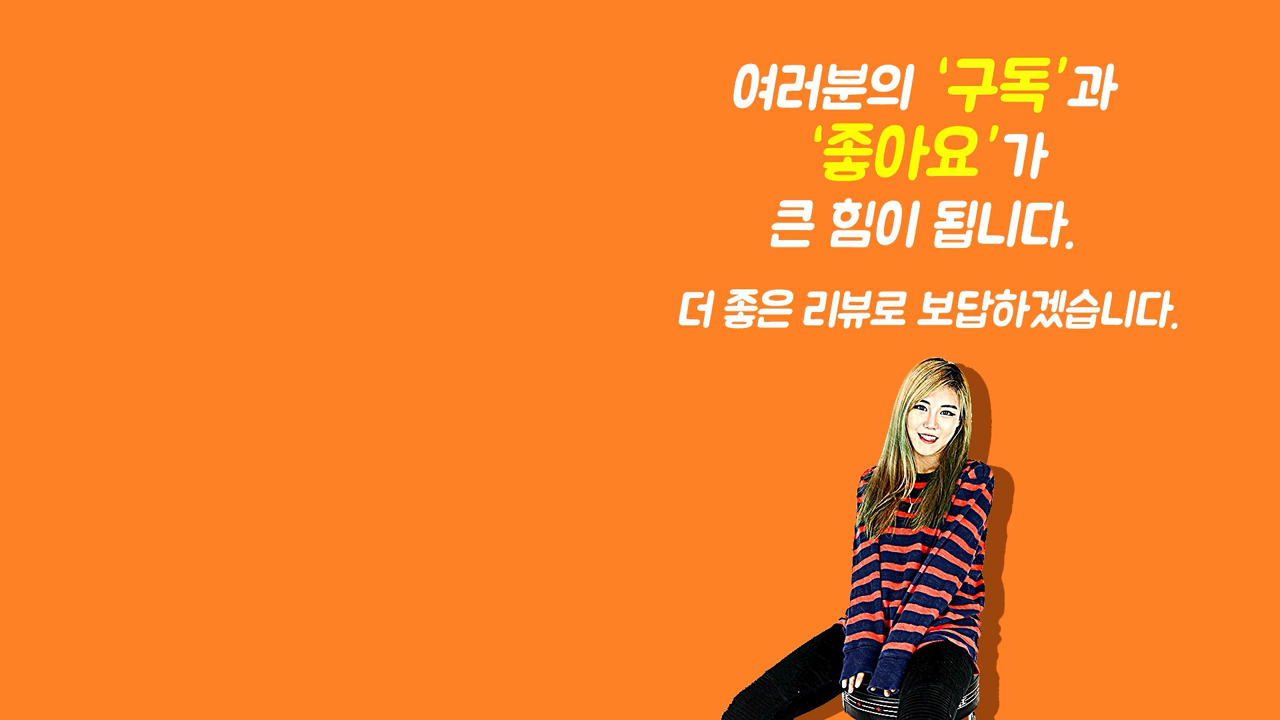 여러분의 '구독'과
'좋아요'가
큰 힘이 됩니다.
더 좋은 리뷰로 보답하겠습니다.